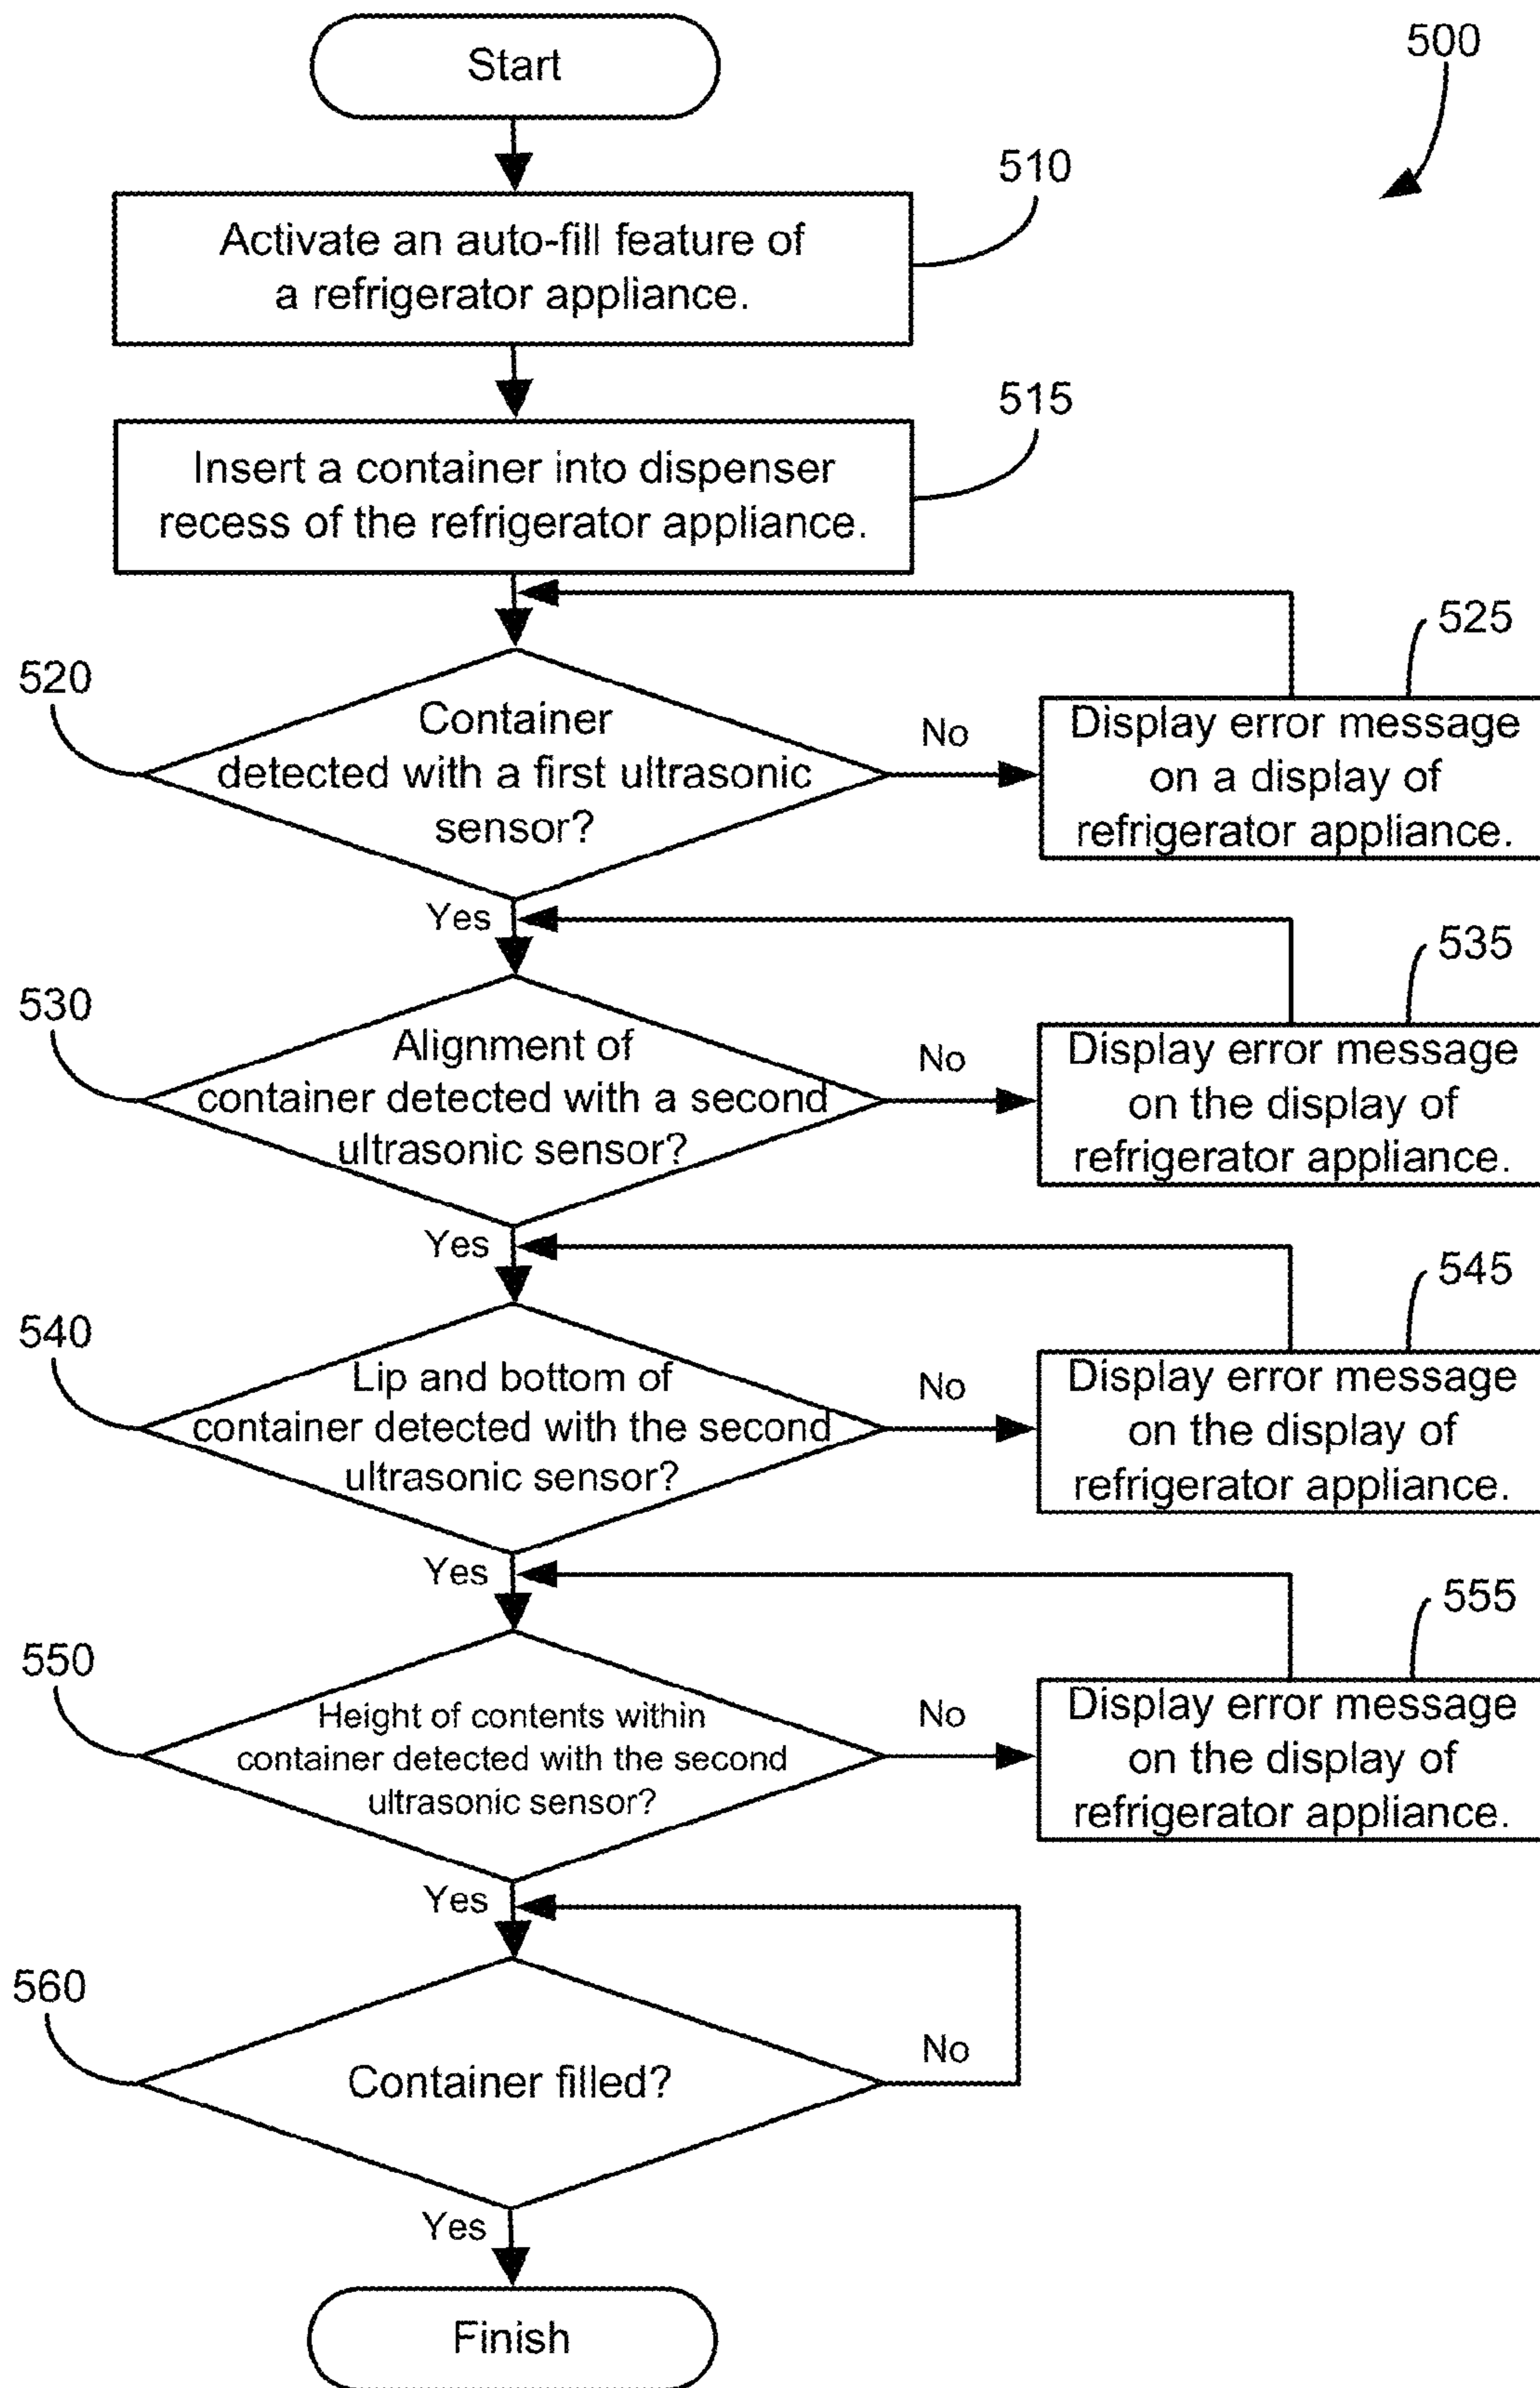 Start
500
510
Activate an auto-fill feature of
a refrigerator appliance.
515
Insert a container into dispenser
recess of the refrigerator appliance.
520
Container
detected with a first ultrasonic
sensor?
No
525
Display error message
on a display of
refrigerator appliance.
Yes
530
Alignment of
container detected with a second
ultrasonic sensor?
No
535
Display error message
on the display of
refrigerator appliance.
Yes
540
Lip and bottom of
container detected with the second
ultrasonic sensor?
No
545
Display error message
on the display of
refrigerator appliance.
Yes
550
Height of contents within
container detected with the second
ultrasonic sensor?
No
555
Display error message
on the display of
refrigerator appliance.
Yes
560
Container filled?
No
Yes
Finish